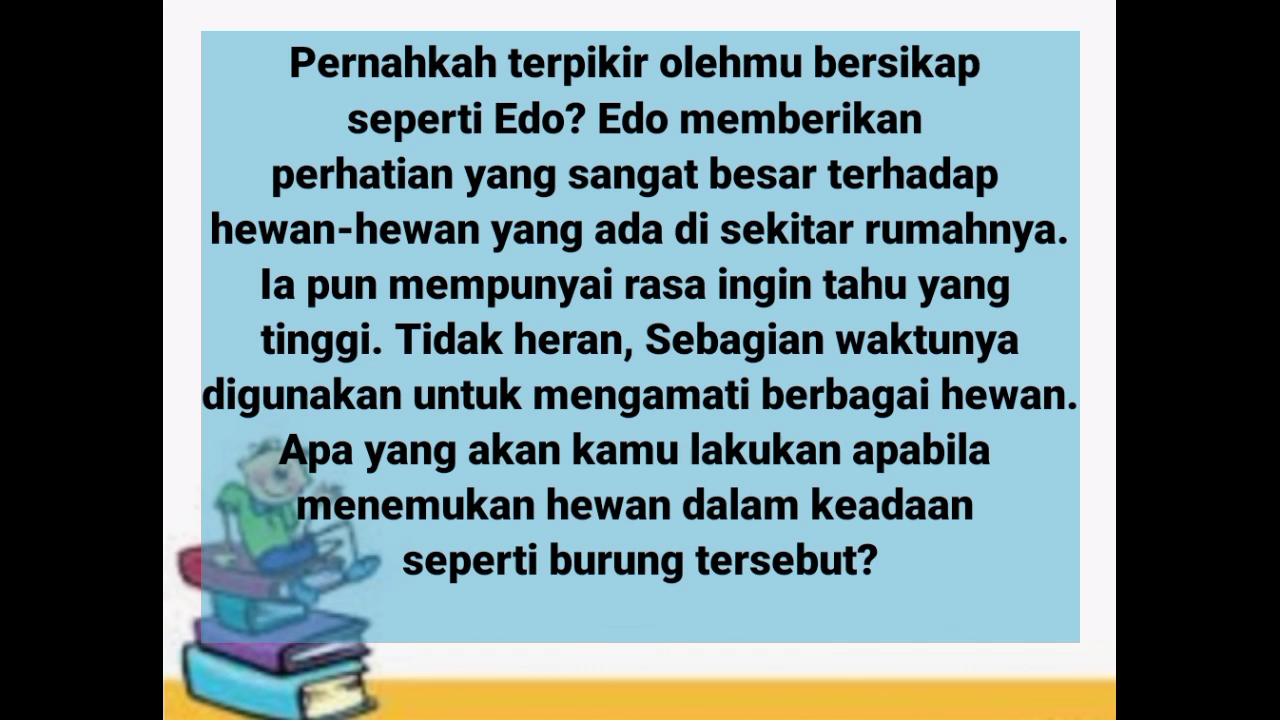 Pernahkah terpikir olehmu bersikap
seperti Edo? Edo memberikan
perhatian yang sangat besar terhadap
hewan-hewan yang ada di sekitar rumahnya.
Ia pun mempunyai rasa ingin tahu yang
tinggi. Tidak heran, Sebagian waktunya
digunakan untuk mengamati berbagai hewan.
Apa yang akan kamu lakukan apabila
menemukan hewan dalam keadaan
seperti burung tersebut?